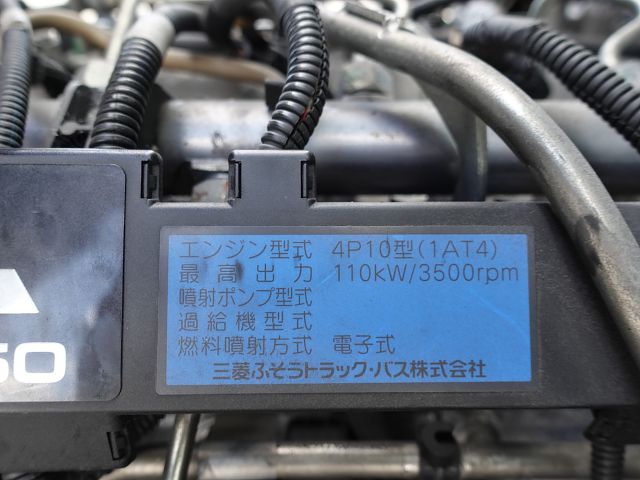 エンジン型式 4P10型(1AT4)
最高出力 110kW/3500rpm
噴射ポンプ型式
過給機型式
燃料噴射方式 電子式
三菱ふそうトラック・バス株式会社
50